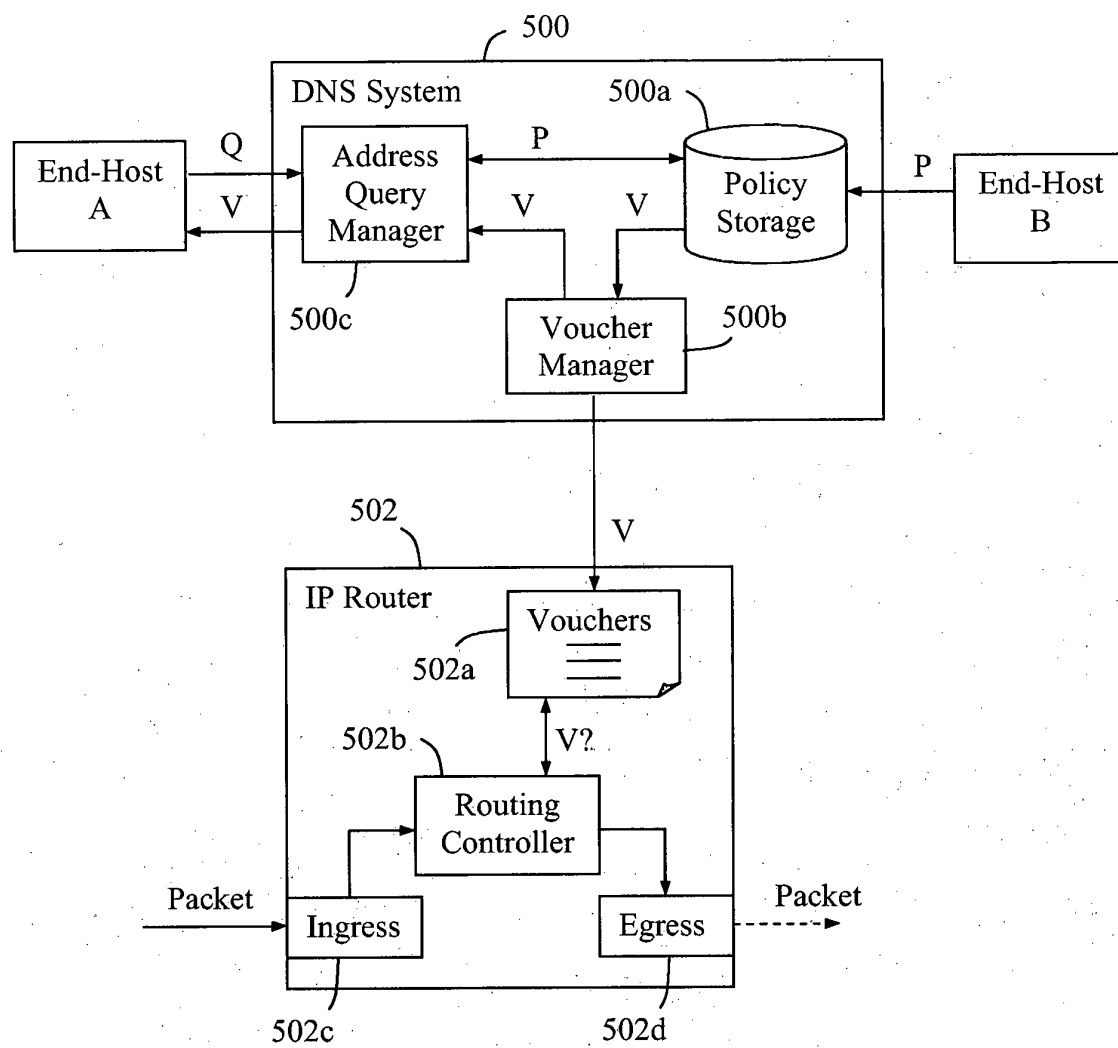 500
DNS System
500a
End-Host
A
Q
V
Address
Query
Manager
P
V
V
Policy
Storage
P
End-Host
B
500c
Voucher
Manager
500b
502
V
IP Router
Vouchers
502a
502b
V?
Routing
Controller
Packet
Ingress
Egress
Packet
502c
502d